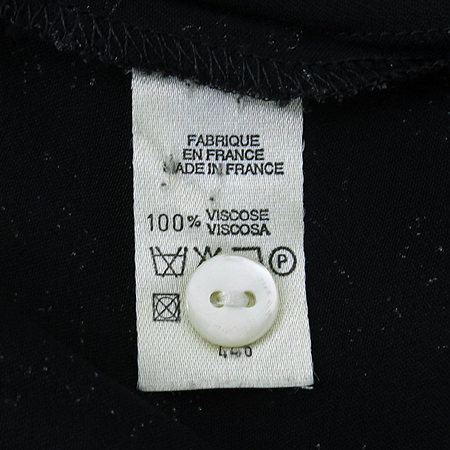 FABRIQUE
EN FRANCE
MADE IN FRANCE
100% VISCOSE
VISCOSA
P